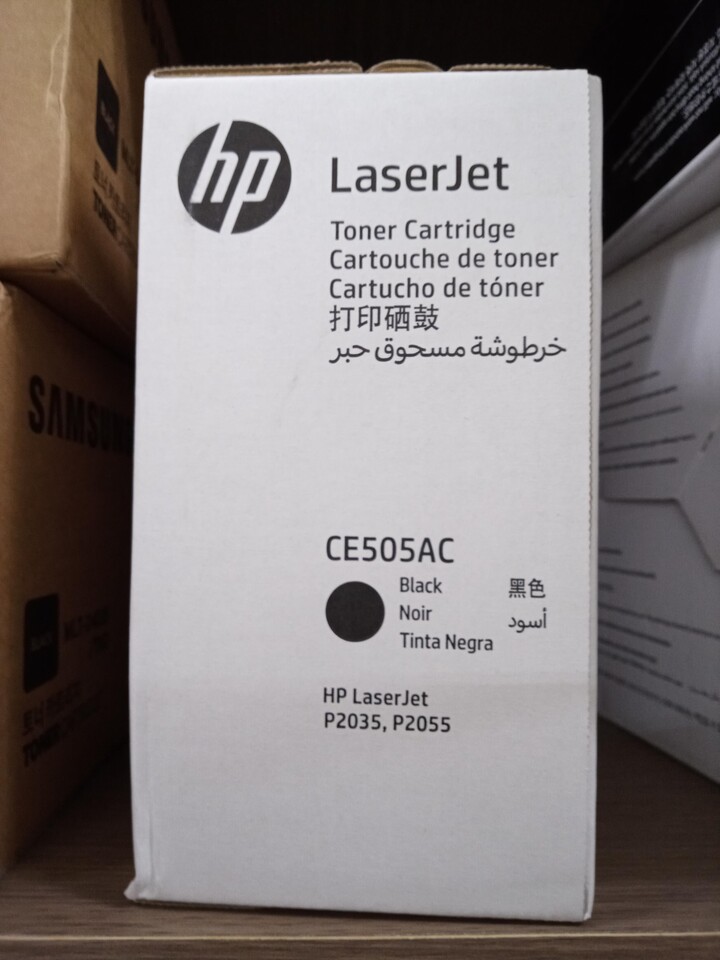 hp
LaserJet
Toner Cartridge
Cartouche de toner
Cartucho de tóner
打印硒鼓
خرطوشة مسحوق حبر
CE505AC
Black
黑色
Noir
أسود
Tinta Negra
HP LaserJet
P2035, P2055
SAMSUNG